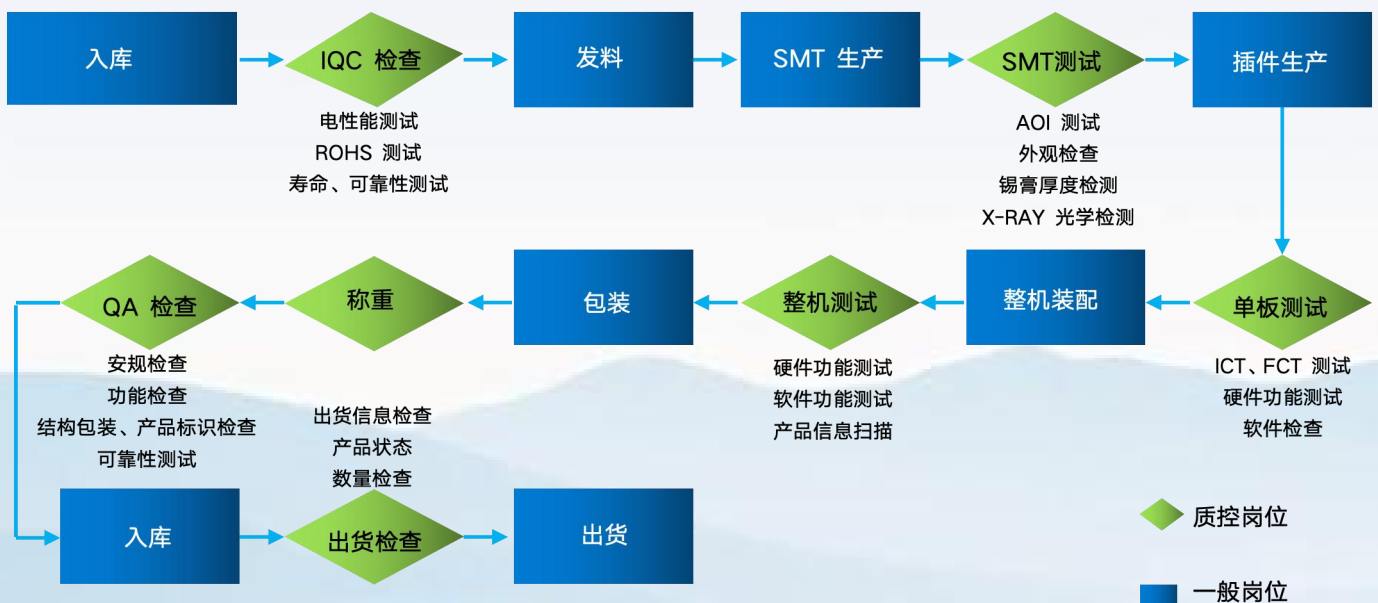 入库
IQC 检查
发料
SMT 生产
SMT测试
插件生产
电性能测试
ROHS 测试
寿命、可靠性测试
AOI 测试
外观检查
锡膏厚度检测
X-RAY 光学检测
QA 检查
称重
包装
整机测试
整机装配
单板测试
安规检查
功能检查
结构包装、产品标识检查
可靠性测试
出货信息检查
产品状态
数量检查
硬件功能测试
软件功能测试
产品信息扫描
ICT、FCT 测试
硬件功能测试
软件检查
入库
出货检查
出货
质控岗位
一般岗位